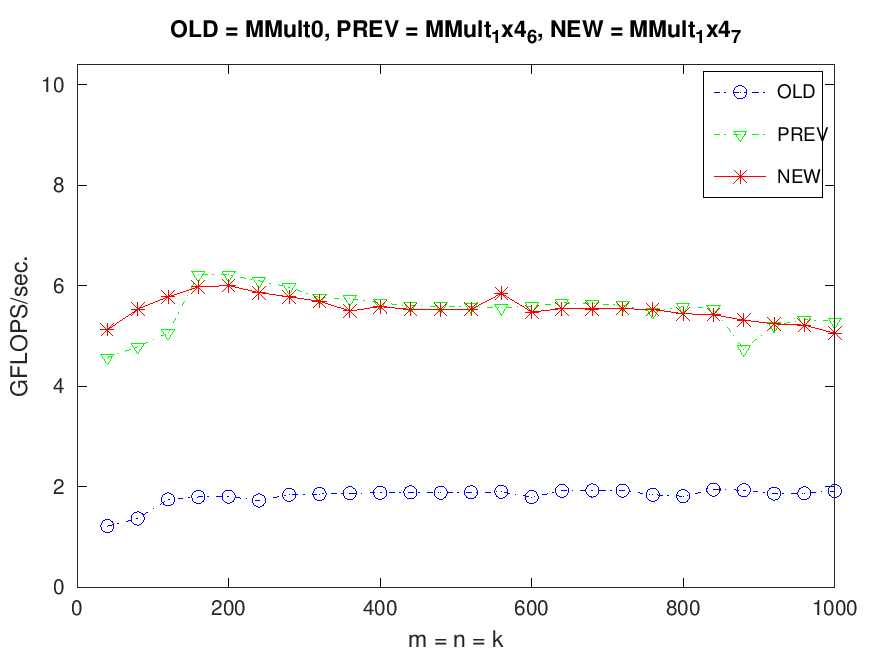 OLD = MMult0, PREV = MMult₁x4₆, NEW = MMult₁x4₇
10
8
6
4
2
0
GFLOPS/sec.
OLD
PREV
NEW
0 200 400 600 800 1000
m = n = k